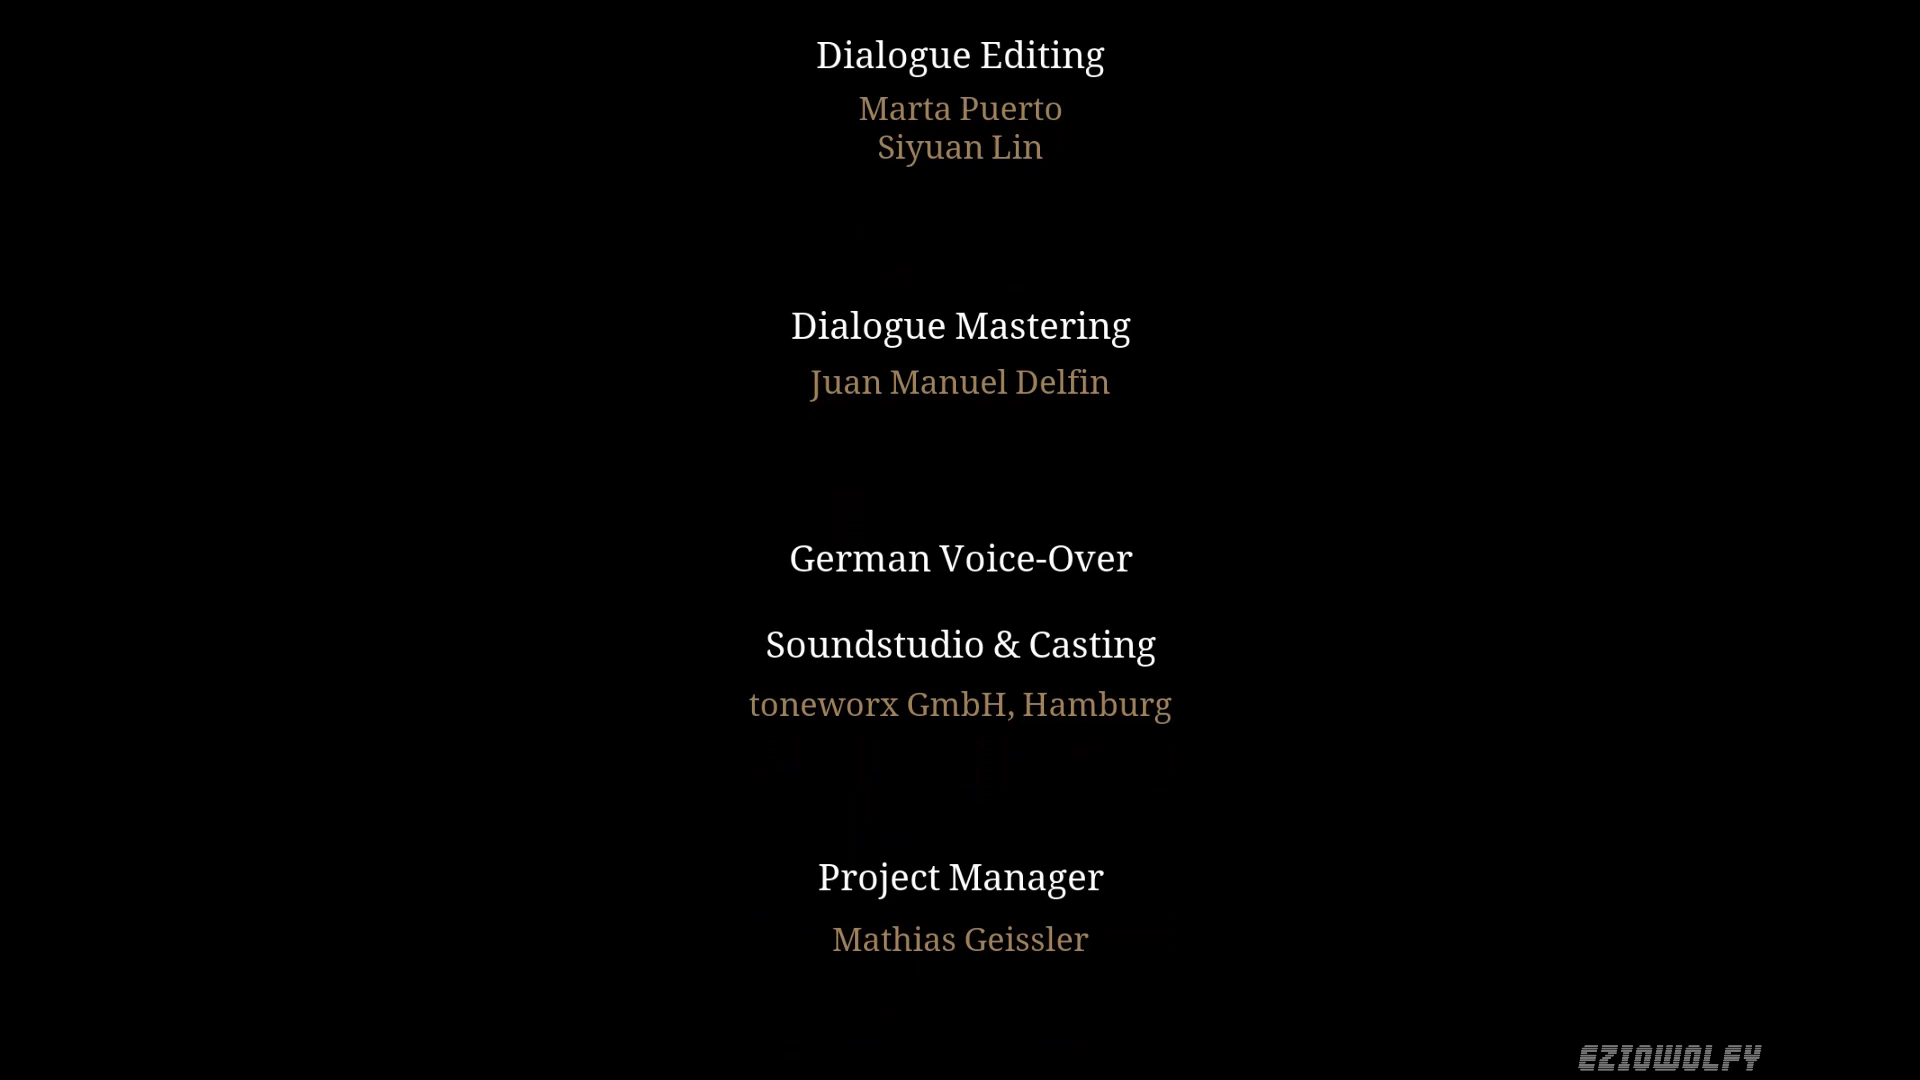 Dialogue Editing
Marta Puerto
Siyuan Lin
Dialogue Mastering
Juan Manuel Delfin
German Voice-Over
Soundstudio & Casting
toneworx GmbH, Hamburg
Project Manager
Mathias Geissler
EZIOWOLFY